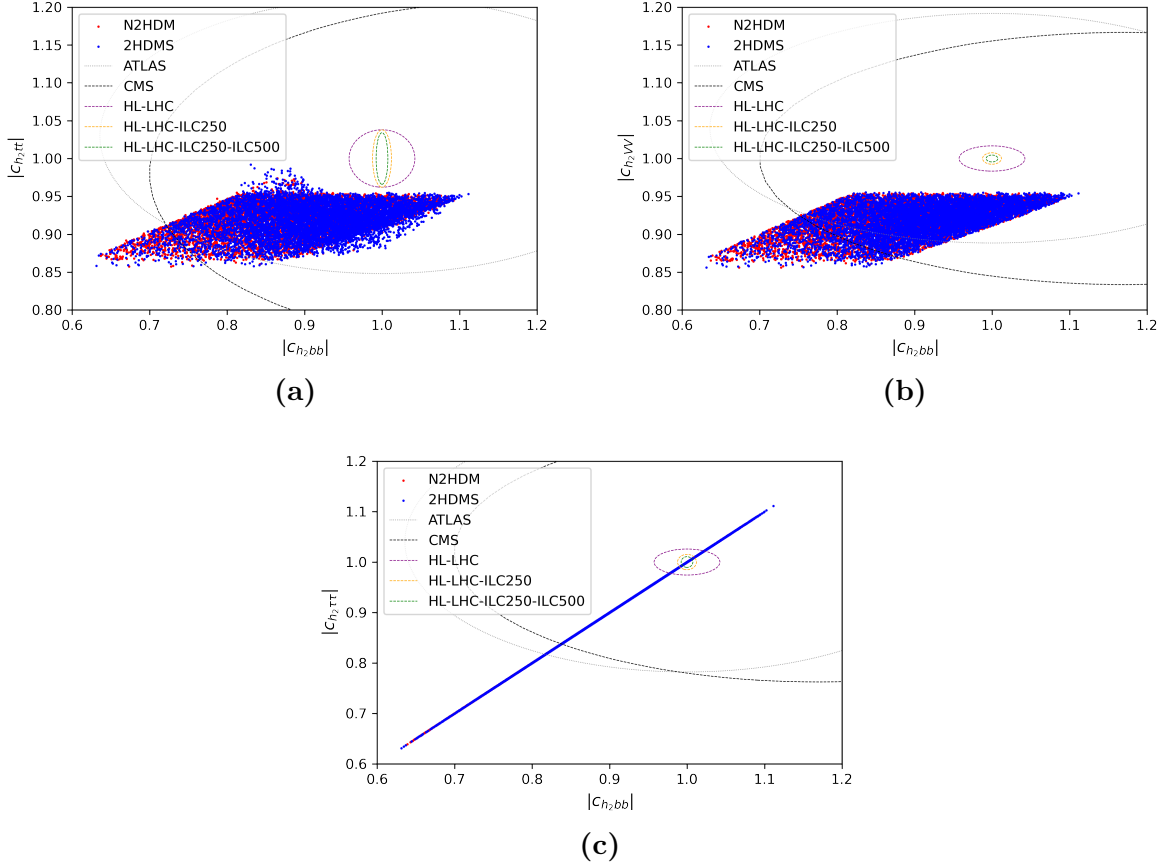 N2HDM
2HDMS
ATLAS
CMS
HL-LHC
HL-LHC-ILC250
HL-LHC-ILC250-ILC500
1.20
1.15
1.10
1.05
1.00
0.95
0.90
0.85
0.80
|c_{h_2tt}|
0.6 0.7 0.8 0.9 1.0 1.1 1.2
|c_{h_2bb}|
(a)
N2HDM
2HDMS
ATLAS
CMS
HL-LHC
HL-LHC-ILC250
HL-LHC-ILC250-ILC500
1.20
1.15
1.10
1.05
1.00
0.95
0.90
0.85
0.80
|c_{h_2VV}|
0.6 0.7 0.8 0.9 1.0 1.1 1.2
|c_{h_2bb}|
(b)
N2HDM
2HDMS
ATLAS
CMS
HL-LHC
HL-LHC-ILC250
HL-LHC-ILC250-ILC500
1.2
1.1
1.0
0.9
0.8
0.7
0.6
|c_{h_2ττ}|
0.6 0.7 0.8 0.9 1.0 1.1 1.2
|c_{h_2bb}|
(c)